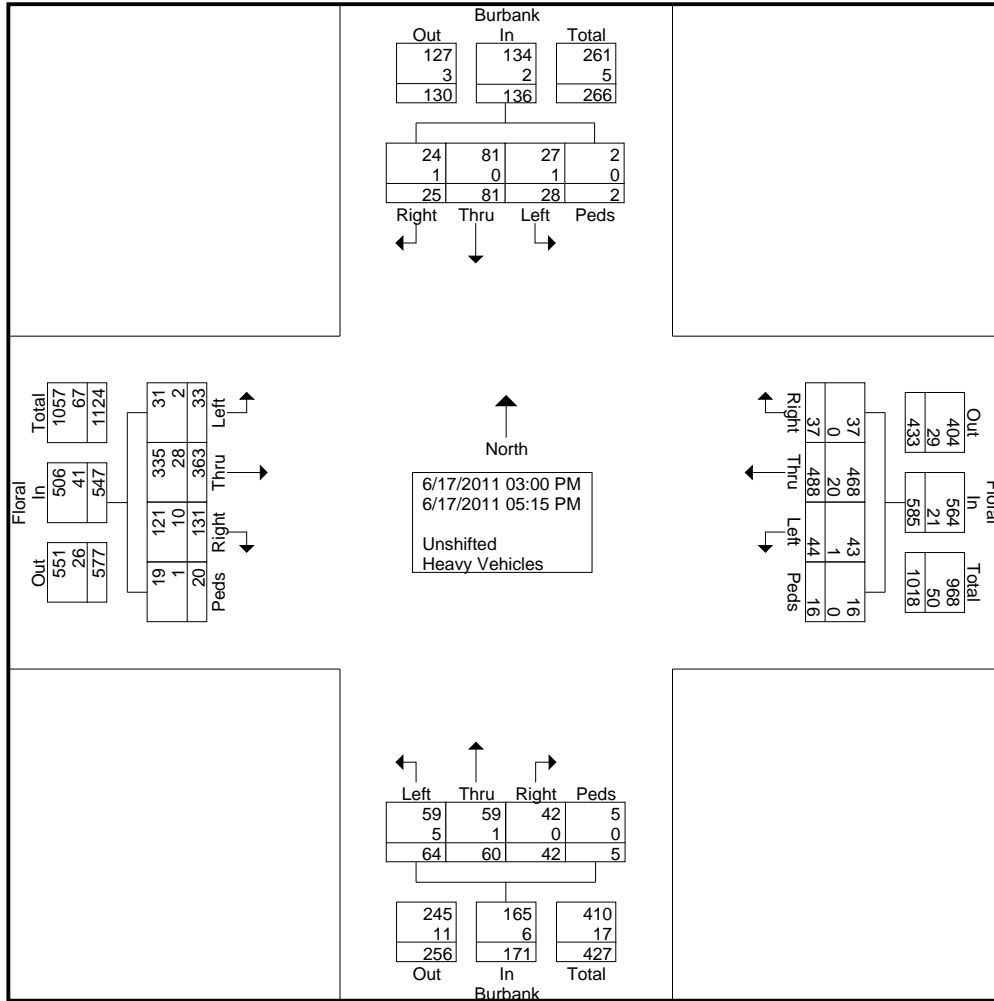 Burbank
Out In Total
127 134 261
3 2 5
130 136 266
24 81 27 2
1 0 1 0
25 81 28 2
Right Thru Left Peds
Floral
Total In Out
1057 506 551
67 41 26
1124 547 577
31 335 121 19
2 28 10 1
33 363 131 20
Left Thru Right Peds
North
6/17/2011 03:00 PM
6/17/2011 05:15 PM
Unshifted
Heavy Vehicles
Right Thru Left Peds
37 468 43 16
0 20 1 0
37 488 44 16
Out In Total
404 564 968
29 21 50
433 585 1018
Floral
Left Thru Right Peds
59 59 42 5
5 1 0 0
64 60 42 5
245 165 410
11 6 17
256 171 427
Out In Total
Burbank